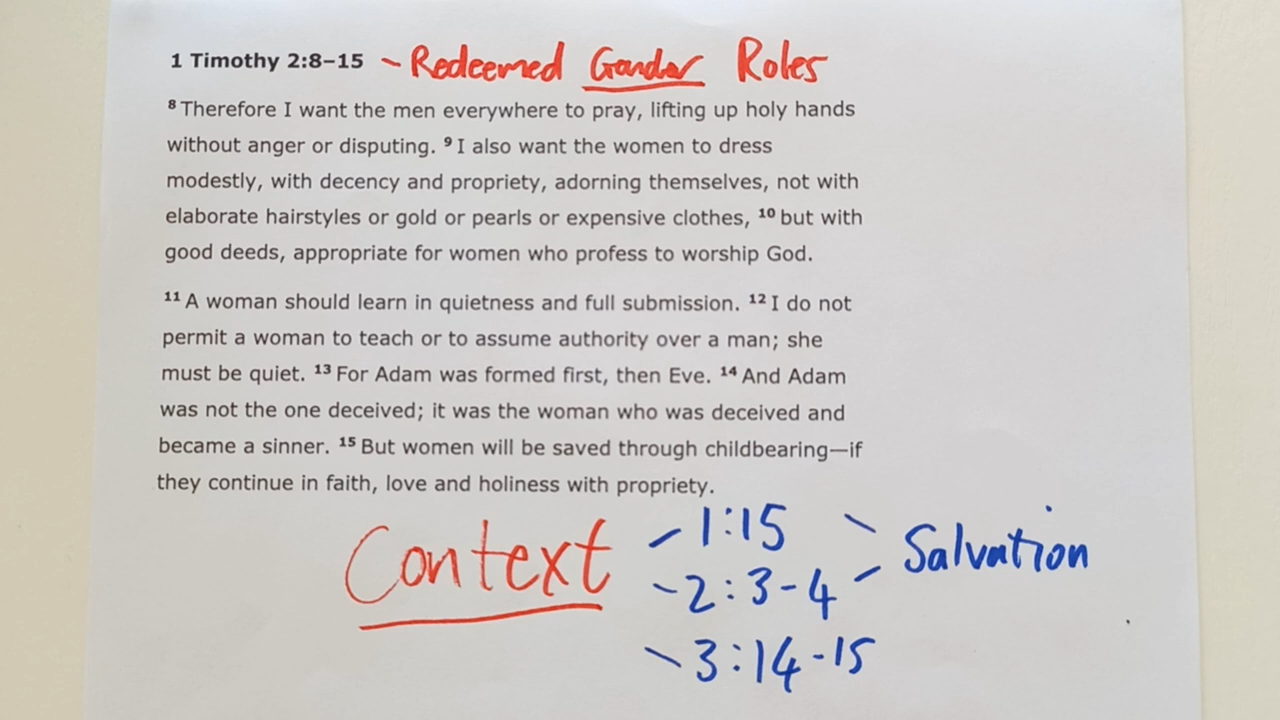 1 Timothy 2:8–15 ~ Redeemed Gender Roles
⁸ Therefore I want the men everywhere to pray, lifting up holy hands
without anger or disputing. ⁹ I also want the women to dress
modestly, with decency and propriety, adorning themselves, not with
elaborate hairstyles or gold or pearls or expensive clothes, ¹⁰ but with
good deeds, appropriate for women who profess to worship God.
¹¹ A woman should learn in quietness and full submission. ¹² I do not
permit a woman to teach or to assume authority over a man; she
must be quiet. ¹³ For Adam was formed first, then Eve. ¹⁴ And Adam
was not the one deceived; it was the woman who was deceived and
became a sinner. ¹⁵ But women will be saved through childbearing—if
they continue in faith, love and holiness with propriety.
Context
1:15
2:3-4
3:14-15
Salvation